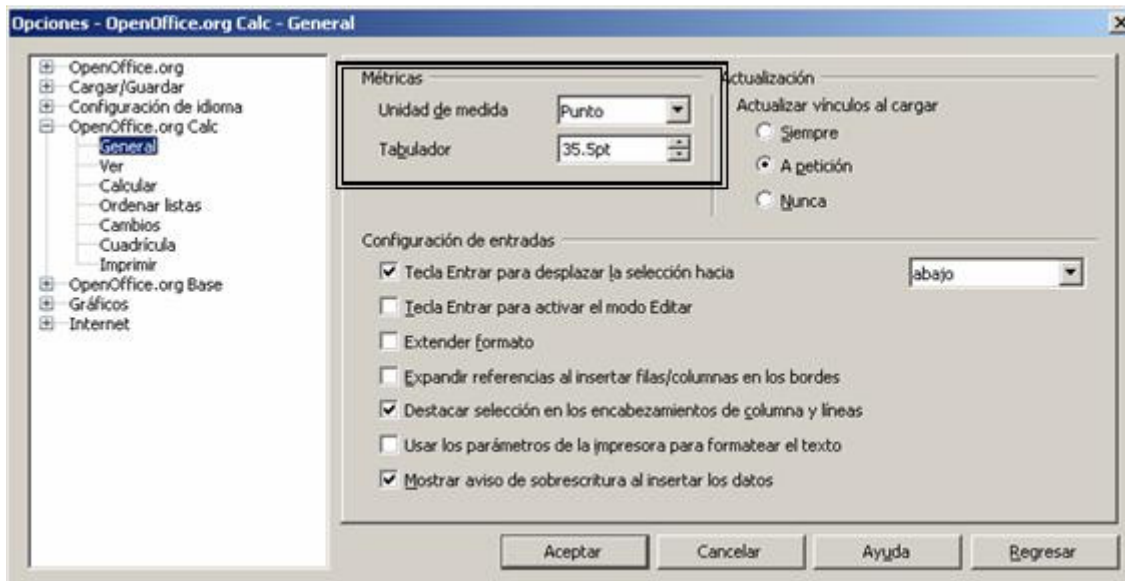 Opciones - OpenOffice.org Calc - General
OpenOffice.org
Cargar/Guardar
Configuración de idioma
OpenOffice.org Calc
General
Ver
Calcular
Ordenar listas
Cambios
Cuadrícula
Imprimir
OpenOffice.org Base
Gráficos
Internet
Métricas
Unidad de medida Punto
Tabulador 35.5pt
Actualización
Actualizar vínculos al cargar
Siempre
A petición
Nunca
Configuración de entradas
Tecla Entrar para desplazar la selección hacia abajo
Tecla Entrar para activar el modo Editar
Extender formato
Expandir referencias al insertar filas/columnas en los bordes
Destacar selección en los encabezamientos de columna y líneas
Usar los parámetros de la impresora para formatear el texto
Mostrar aviso de sobrescritura al insertar los datos
Aceptar Cancelar Ayuda Regresar